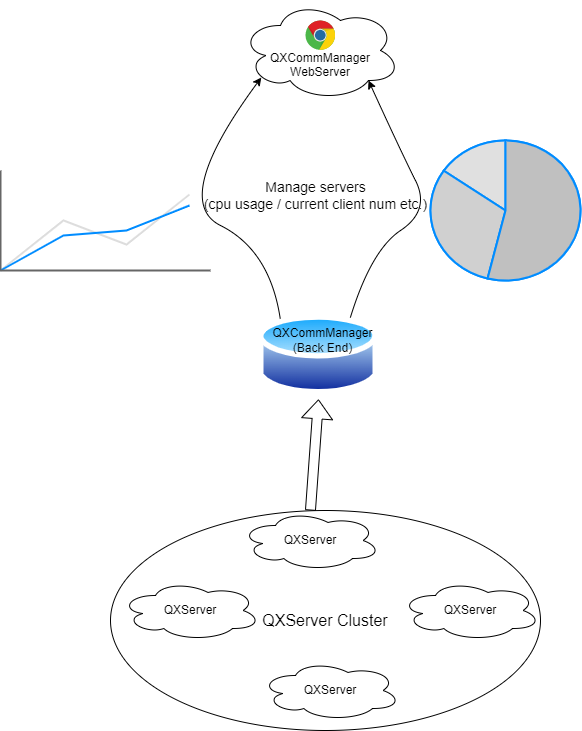 QXCommManager
WebServer
Manage servers
(cpu usage / current client num etc.)
QXCommManager
(Back End)
QXServer
QXServer
QXServer Cluster
QXServer
QXServer